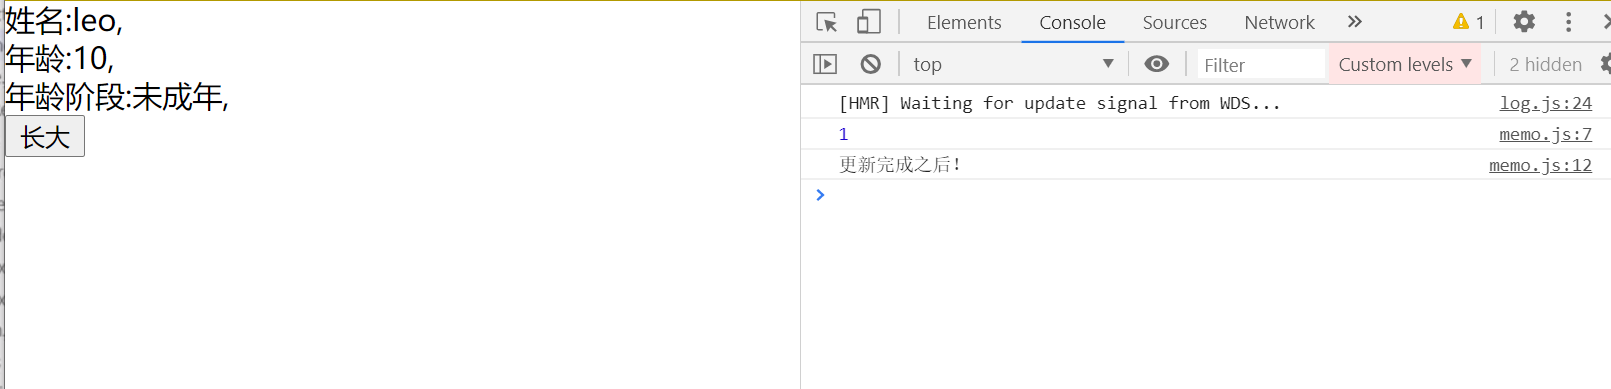 姓名:leo,
年龄:10,
年龄阶段:未成年,
长大
Elements Console Sources Network » 1
top Filter Custom levels 2 hidden
[HMR] Waiting for update signal from WDS... log.js:24
1 memo.js:7
更新完成之后! memo.js:12